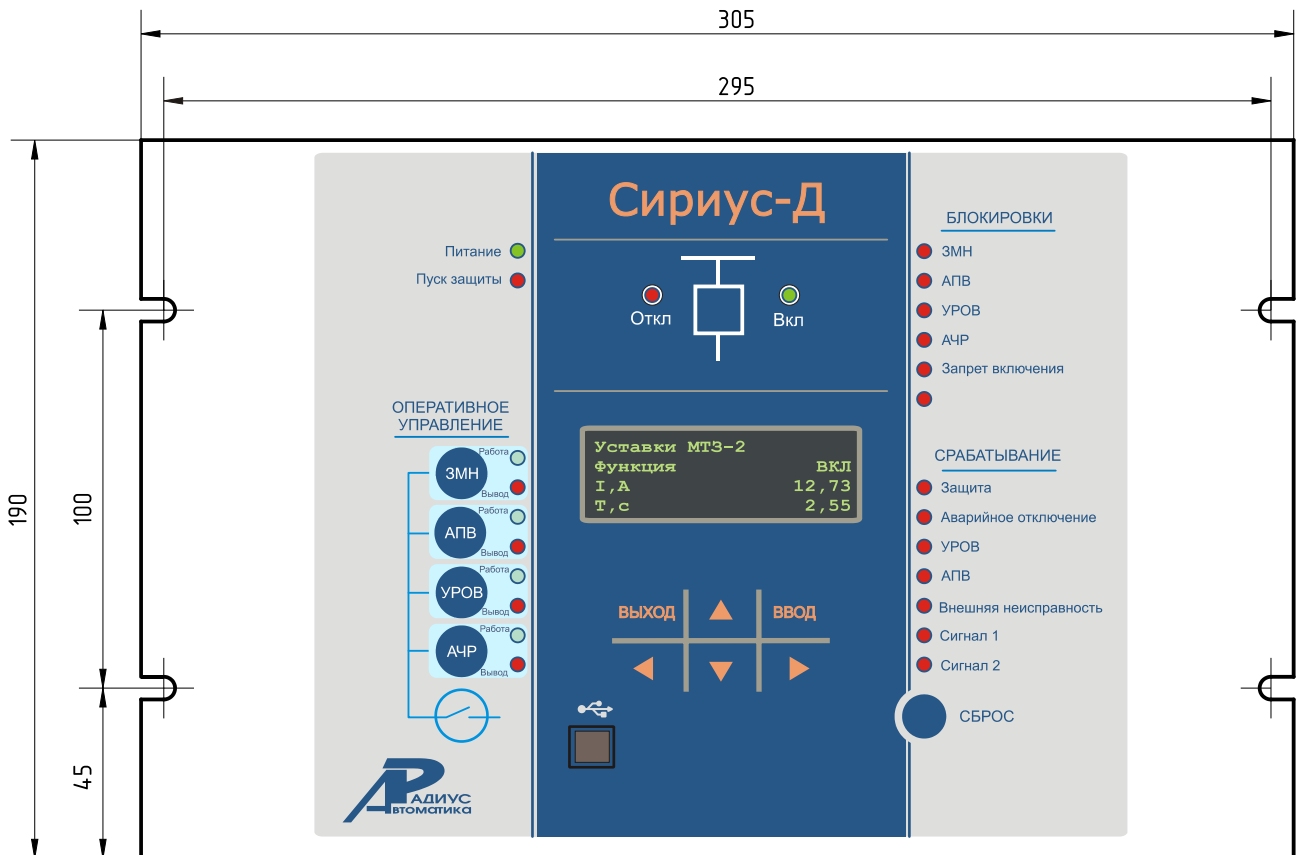 305
295
190
100
45
Сириус-Д
Питание
Пуск защиты
Откл
Вкл
БЛОКИРОВКИ
ЗМН
АПВ
УРОВ
АЧР
Запрет включения
ОПЕРАТИВНОЕ
УПРАВЛЕНИЕ
ЗМН
Работа
Вывод
АПВ
Работа
Вывод
УРОВ
Работа
Вывод
АЧР
Работа
Вывод
Уставки МТЗ-2
Функция ВКЛ
I,А 12,73
Т,с 2,55
ВЫХОД
ВВОД
СРАБАТЫВАНИЕ
Защита
Аварийное отключение
УРОВ
АПВ
Внешняя неисправность
Сигнал 1
Сигнал 2
СБРОС
РАДИУС
Автоматика